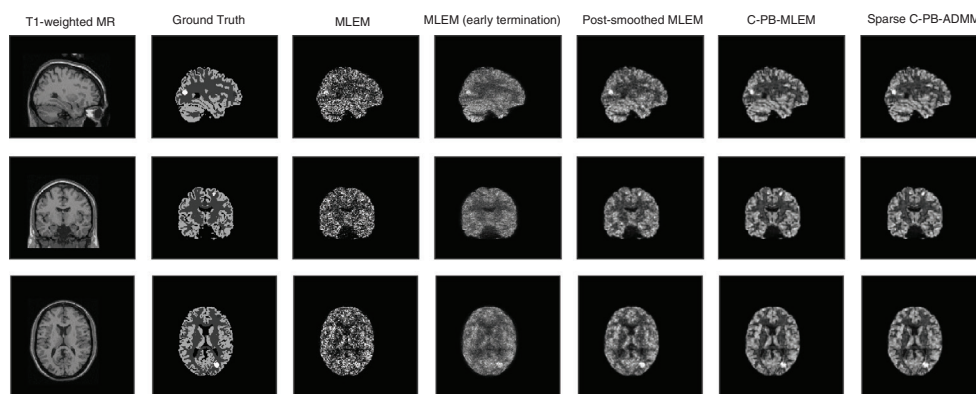 T1-weighted MR
Ground Truth
MLEM
MLEM (early termination)
Post-smoothed MLEM
C-PB-MLEM
Sparse C-PB-ADMM